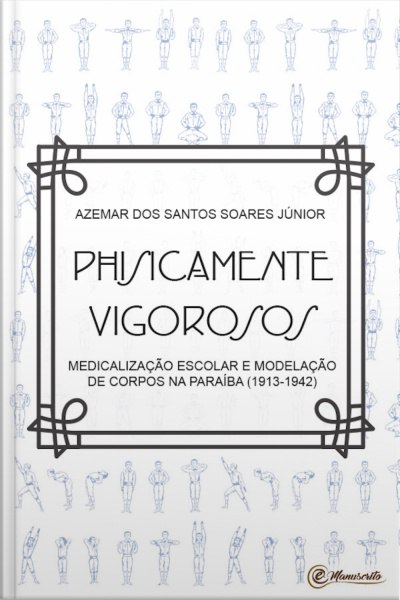 AZEMAR DOS SANTOS SOARES JÚNIOR
PHISICAMENTE
VIGOROSOS
MEDICALIZAÇÃO ESCOLAR E MODELAÇÃO
DE CORPOS NA PARAÍBA (1913-1942)
Manuscrito